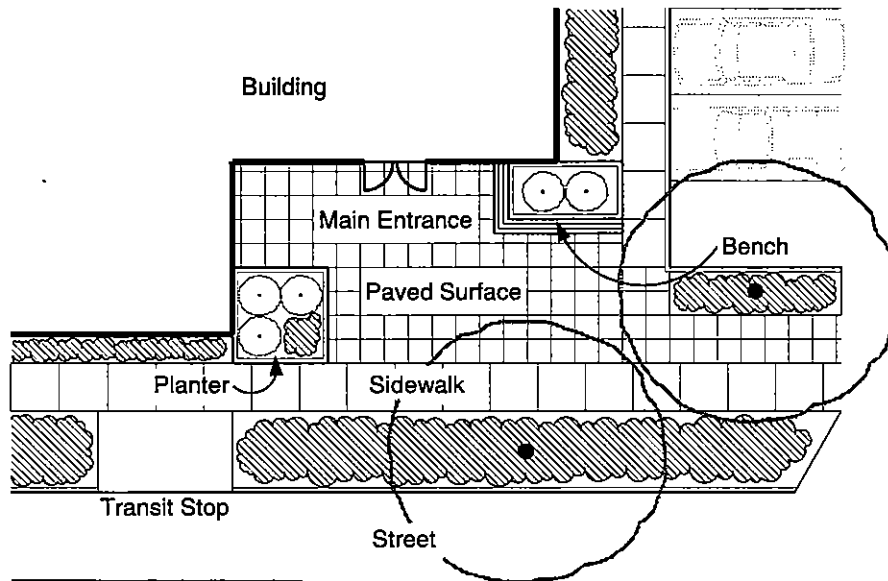 Building
Main Entrance
Bench
Paved Surface
Planter
Sidewalk
Transit Stop
Street